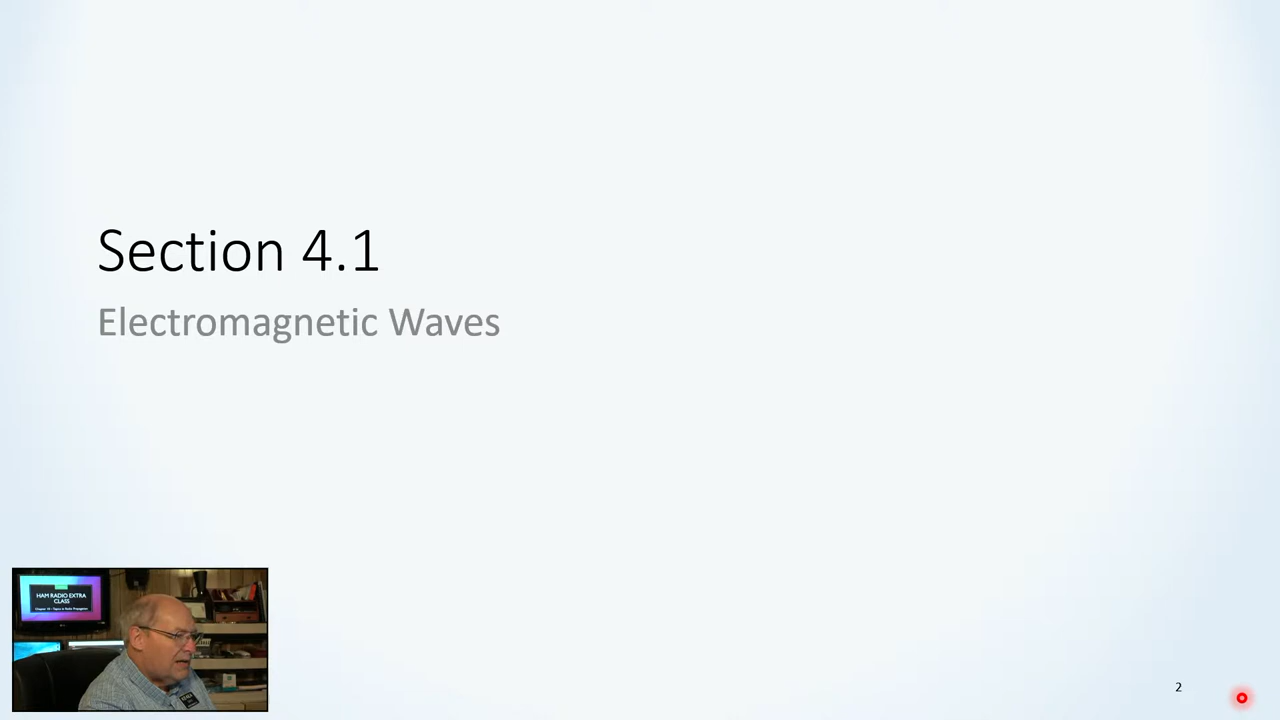 Section 4.1
Electromagnetic Waves
HAM RADIO EXTRA
CLASS
2